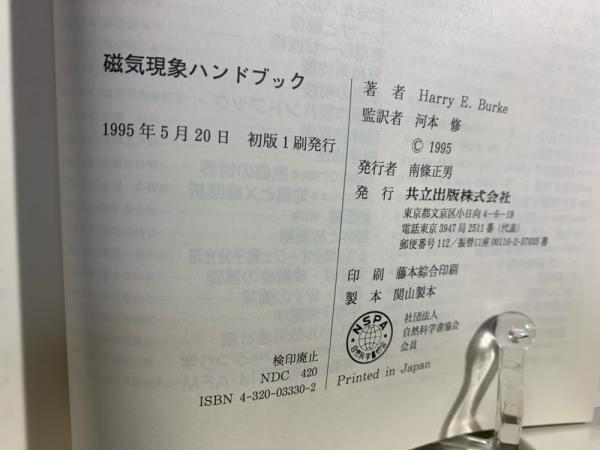 磁気現象ハンドブック
1995年5月20日 初版1刷発行
検印廃止
NDC 420
ISBN 4-320-03330-2
著者 Harry E. Burke
監訳者 河本 修
© 1995
発行者 南條正男
発行 共立出版株式会社
東京都文京区小日向4-6-19
電話東京 3947局2511番(代表)
郵便番号112/振替口座00110-2-57035番
印刷 藤本綜合印刷
製本 関山製本
NSPA
自然科学書協会
社団法人
自然科学書協会
会員
Printed in Japan